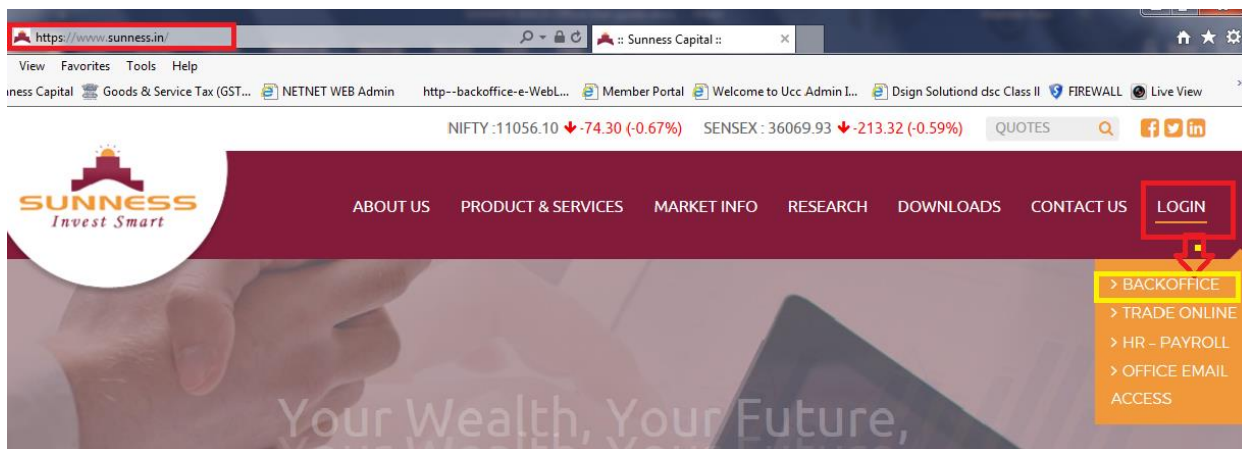 https://www.sunness.in/
:: Sunness Capital ::
View Favorites Tools Help
ness Capital Goods & Service Tax (GST... NETNET WEB Admin http--backoffice-e-WebL... Member Portal Welcome to Ucc Admin I... Dsign Solutiond dsc Class II FIREWALL Live View
NIFTY :11056.10 -74.30 (-0.67%) SENSEX : 36069.93 -213.32 (-0.59%) QUOTES
SUNNESS
Invest Smart
ABOUT US PRODUCT & SERVICES MARKET INFO RESEARCH DOWNLOADS CONTACT US LOGIN
> BACKOFFICE
> TRADE ONLINE
> HR – PAYROLL
> OFFICE EMAIL
ACCESS
Your Wealth, Your Future,